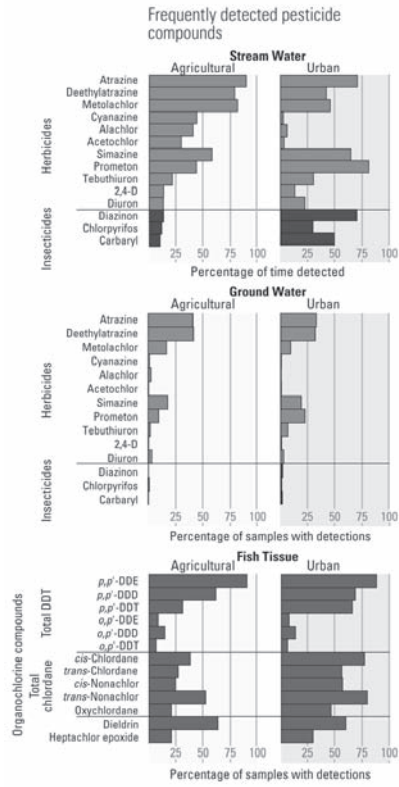 Frequently detected pesticide
compounds
Stream Water
Agricultural Urban
Herbicides
Atrazine
Deethylatrazine
Metolachlor
Cyanazine
Alachlor
Acetochlor
Simazine
Prometon
Tebuthiuron
2,4-D
Diuron
Insecticides
Diazinon
Chlorpyrifos
Carbaryl
25 50 75 100 25 50 75 100
Percentage of time detected
Ground Water
Agricultural Urban
Herbicides
Atrazine
Deethylatrazine
Metolachlor
Cyanazine
Alachlor
Acetochlor
Simazine
Prometon
Tebuthiuron
2,4-D
Diuron
Insecticides
Diazinon
Chlorpyrifos
Carbaryl
25 50 75 100 25 50 75 100
Percentage of samples with detections
Fish Tissue
Agricultural Urban
Organochlorine compounds
Total DDT
p,p'-DDE
p,p'-DDD
p,p'-DDT
o,p'-DDE
o,p'-DDD
o,p'-DDT
Total
chlordane
cis-Chlordane
trans-Chlordane
cis-Nonachlor
trans-Nonachlor
Oxychlordane
Dieldrin
Heptachlor epoxide
25 50 75 100 25 50 75 100
Percentage of samples with detections